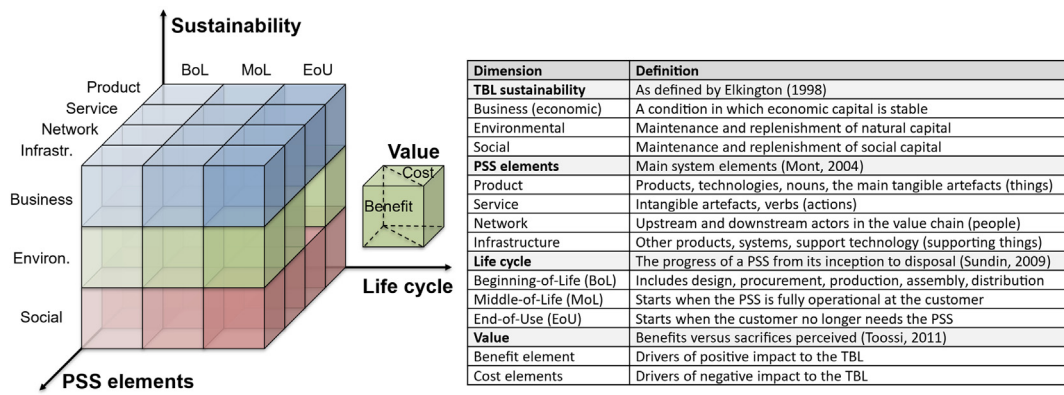 Sustainability
BoL MoL EoU
Product
Service
Network
Infrastr.
Business
Environ.
Social
Value
Cost
Benefit
Life cycle
PSS elements
Dimension Definition
TBL sustainability As defined by Elkington (1998)
Business (economic) A condition in which economic capital is stable
Environmental Maintenance and replenishment of natural capital
Social Maintenance and replenishment of social capital
PSS elements Main system elements (Mont, 2004)
Product Products, technologies, nouns, the main tangible artefacts (things)
Service Intangible artefacts, verbs (actions)
Network Upstream and downstream actors in the value chain (people)
Infrastructure Other products, systems, support technology (supporting things)
Life cycle The progress of a PSS from its inception to disposal (Sundin, 2009)
Beginning-of-Life (BoL) Includes design, procurement, production, assembly, distribution
Middle-of-Life (MoL) Starts when the PSS is fully operational at the customer
End-of-Use (EoU) Starts when the customer no longer needs the PSS
Value Benefits versus sacrifices perceived (Toossi, 2011)
Benefit element Drivers of positive impact to the TBL
Cost elements Drivers of negative impact to the TBL